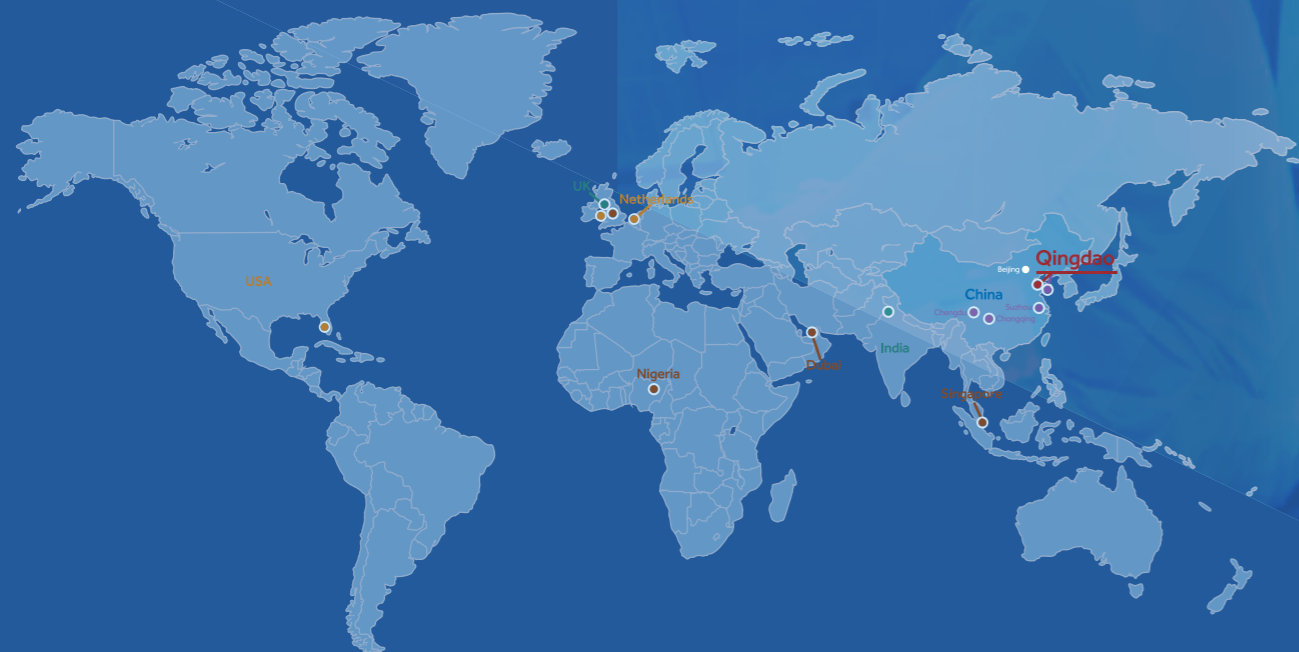 UK
Netherlands
Qingdao
Beijing
USA
China
Suzhou
Chengdu
Chongqing
India
Dubai
Nigeria
Singapore